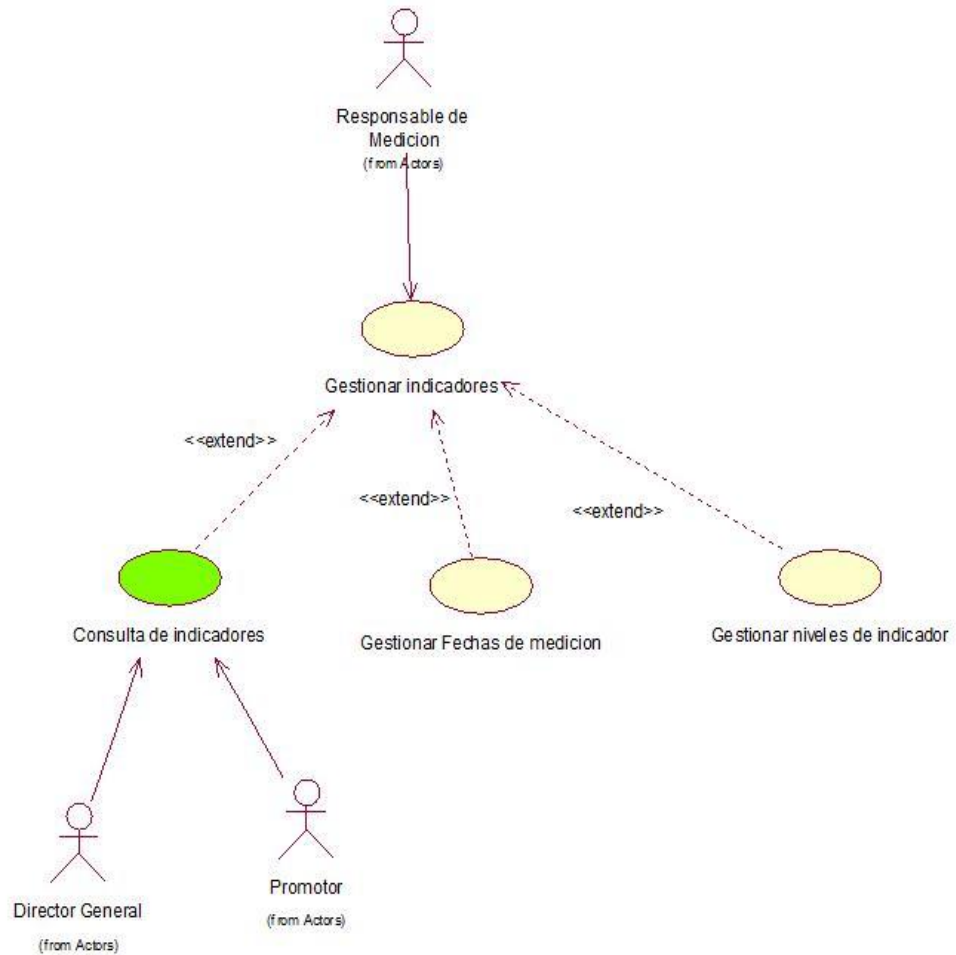 Responsable de
Medicion
(from Actors)
Gestionar indicadores
<<extend>>
<<extend>>
<<extend>>
Consulta de indicadores
Gestionar Fechas de medicion
Gestionar niveles de indicador
Director General
(from Actors)
Promotor
(from Actors)